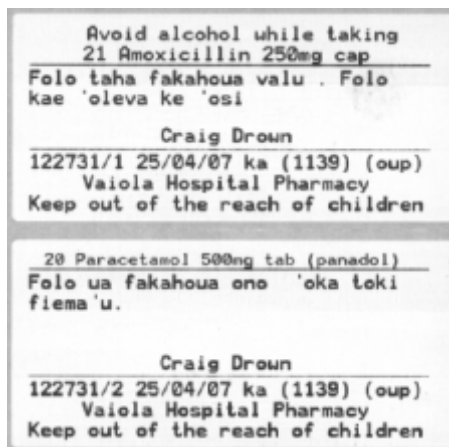 Avoid alcohol while taking
21 Amoxicillin 250mg cap
Folo taha fakahoua valu . Folo
kae 'oleva ke 'osi
Craig Drown
122731/1 25/04/07 ka (1139) (oup)
Vaiola Hospital Pharmacy
Keep out of the reach of children
20 Paracetamol 500mg tab (panadol)
Folo ua fakahoua ono 'oka toki
fiema'u.
Craig Drown
122731/2 25/04/07 ka (1139) (oup)
Vaiola Hospital Pharmacy
Keep out of the reach of children